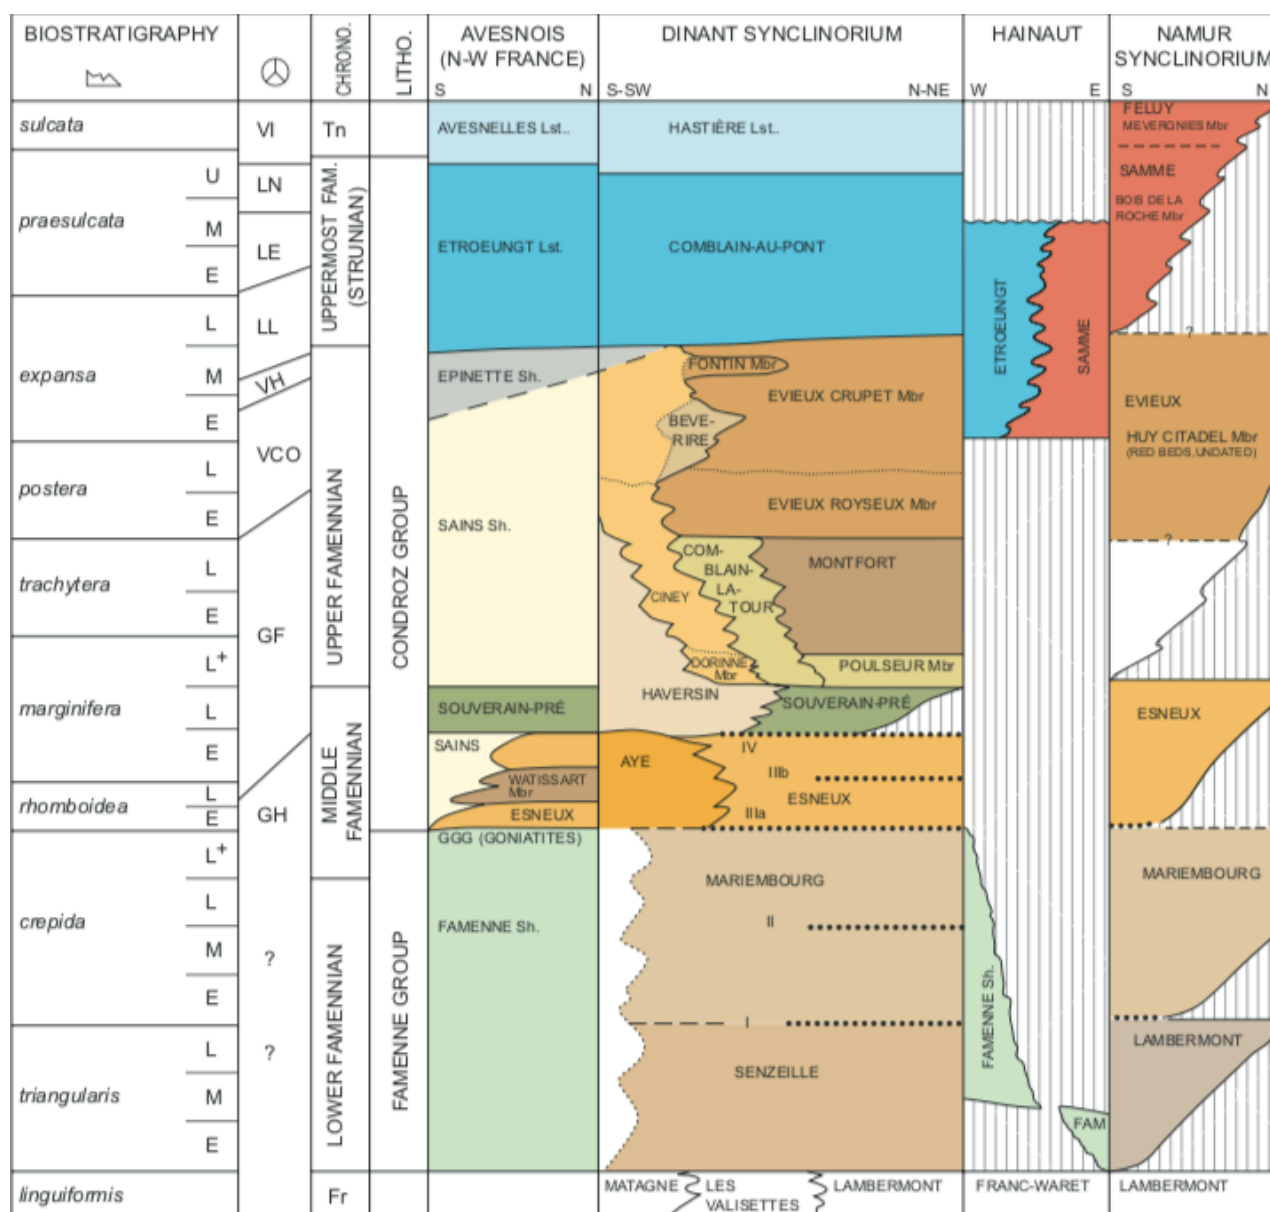 BIOSTRATIGRAPHY
CHRONO.
LITHO.
AVESNOIS
(N-W FRANCE)
S N
DINANT SYNCLINORIUM
S-SW N-NE
HAINAUT
W E
NAMUR
SYNCLINORIUM
S N
sulcata
praesulcata
U
M
E
expansa
L
M
E
postera
L
E
trachytera
L
E
marginifera
L+
L
E
rhomboidea
L
E
crepida
L+
L
M
E
triangularis
L
M
E
linguiformis
VI
LN
LE
LL
VH
VCO
GF
GH
?
?
Tn
UPPERMOST FAM.
(STRUNIAN)
UPPER FAMENNIAN
MIDDLE
FAMENNIAN
LOWER FAMENNIAN
Fr
CONDROZ GROUP
FAMENNE GROUP
AVESNELLES Lst..
ETROEUNGT Lst.
EPINETTE Sh.
SAINS Sh.
SOUVERAIN-PRÉ
SAINS
WATISSART
Mbr
ESNEUX
GGG (GONIATITES)
FAMENNE Sh.
HASTIÈRE Lst..
COMBLAIN-AU-PONT
FONTIN Mbr
EVIEUX CRUPET Mbr
BEVE-
RIRE
EVIEUX ROYSEUX Mbr
COM-
BLAIN-
LA-
TOUR
MONTFORT
CINEY
DORINNE
Mbr
POULSEUR Mbr
HAVERSIN
SOUVERAIN-PRÉ
AYE
IV
IIIb
ESNEUX
IIIa
MARIEMBOURG
II
I
SENZEILLE
MATAGNE
LES
VALISETTES
LAMBERMONT
ETROEUNGT
SAMME
FAMENNE Sh.
FAM
FRANC-WARET
FELUY
MEVERGNIES Mbr
SAMME
BOIS DE LA
ROCHE Mbr
?
EVIEUX
HUY CITADEL Mbr
(RED BEDS, UNDATED)
?
ESNEUX
MARIEMBOURG
LAMBERMONT
LAMBERMONT